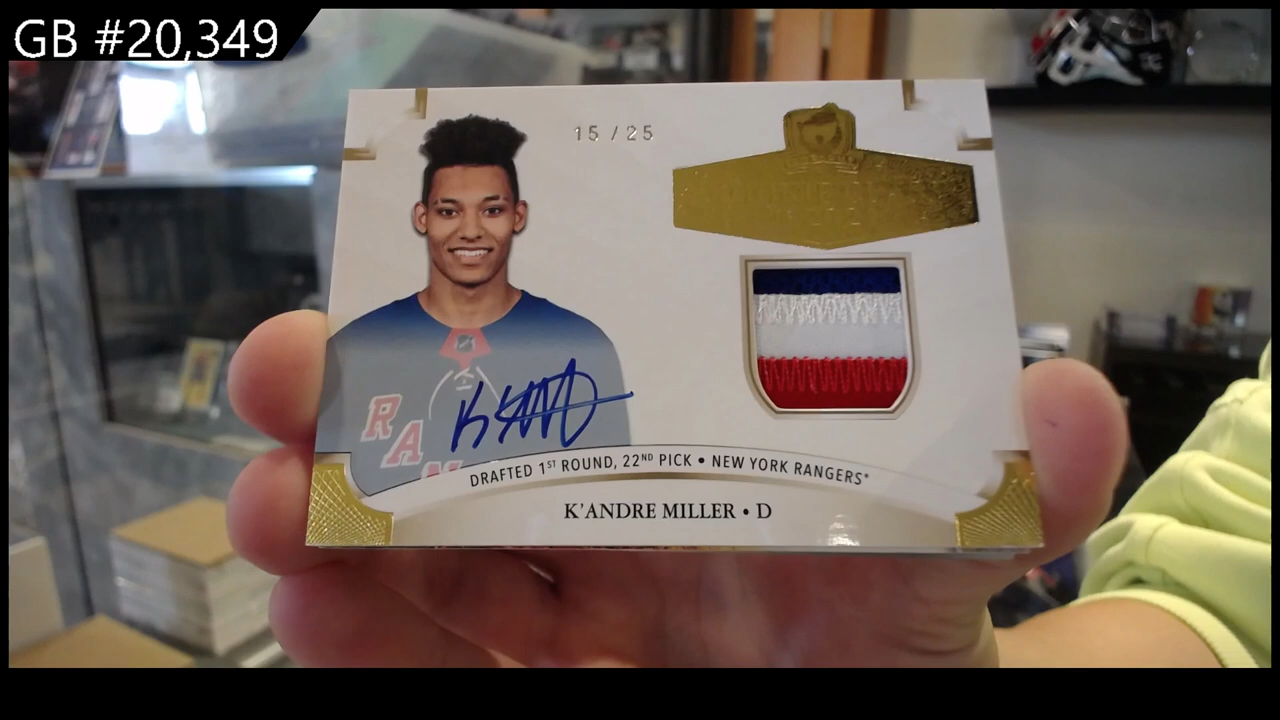 GB #20,349
15/25
RAN
DRAFTED 1ST ROUND, 22ND PICK • NEW YORK RANGERS®
K'ANDRE MILLER • D